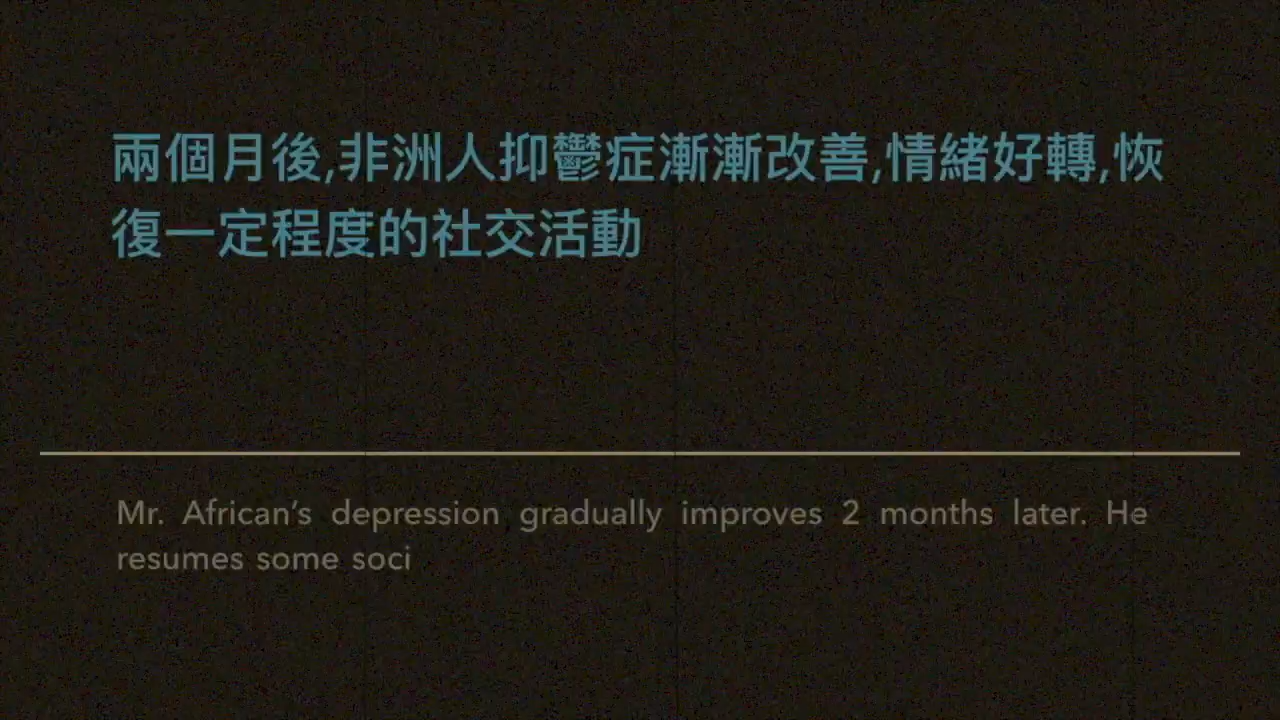 兩個月後,非洲人抑鬱症漸漸改善,情緒好轉,恢
復一定程度的社交活動
Mr. African's depression gradually improves 2 months later. He
resumes some soci